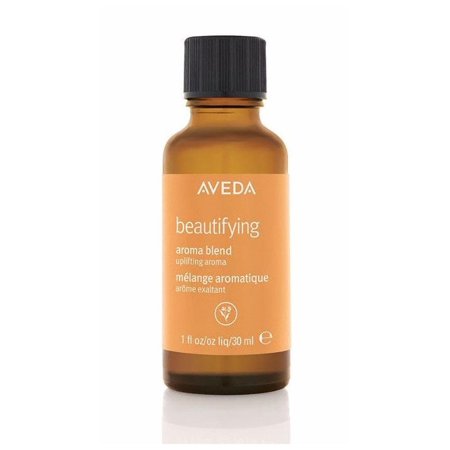 AVEDA
beautifying
aroma blend
uplifting aroma
mélange aromatique
arôme exaltant
1 fl oz/oz liq/30 ml e